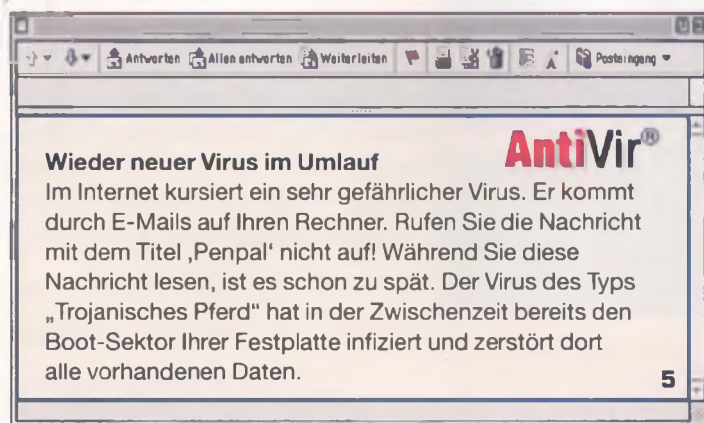 Antworten Allen antworten Weiterleiten Posteingang
AntiVir®
Wieder neuer Virus im Umlauf
Im Internet kursiert ein sehr gefährlicher Virus. Er kommt
durch E-Mails auf Ihren Rechner. Rufen Sie die Nachricht
mit dem Titel ‚Penpal‘ nicht auf! Während Sie diese
Nachricht lesen, ist es schon zu spät. Der Virus des Typs
„Trojanisches Pferd“ hat in der Zwischenzeit bereits den
Boot-Sektor Ihrer Festplatte infiziert und zerstört dort
alle vorhandenen Daten.
5